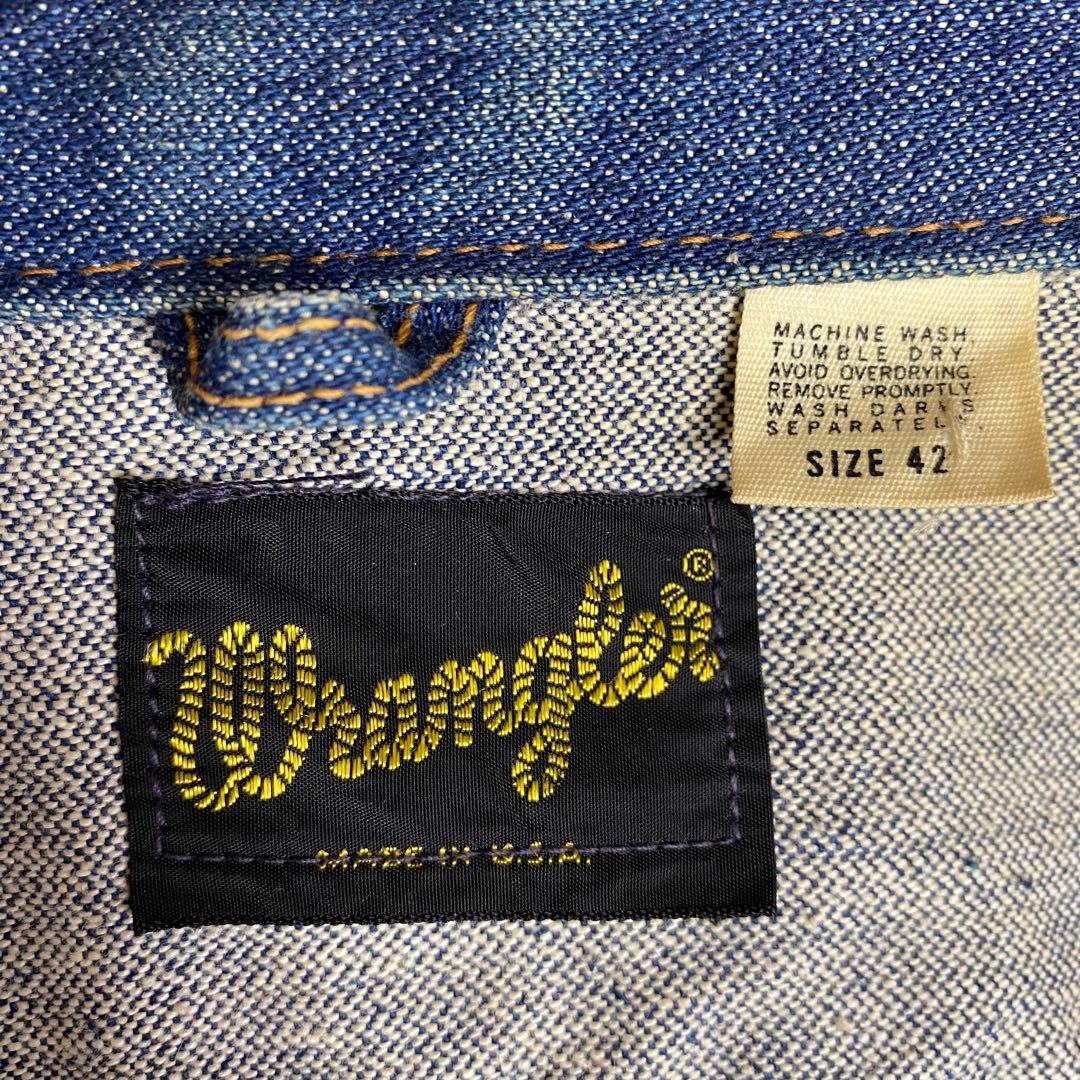 MACHINE WASH.
TUMBLE DRY.
AVOID OVERDRYING.
REMOVE PROMPTLY
WASH DARKS
SEPARATELY.
SIZE 42
Wrangler®
MADE IN U.S.A.